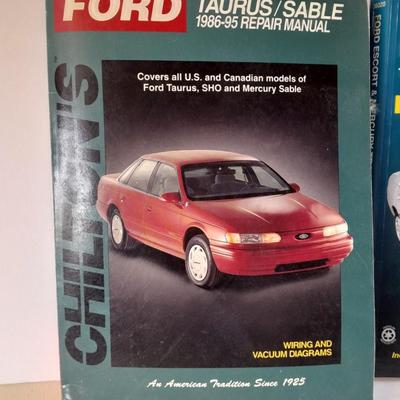 FORD
TAURUS/SABLE
1986-95 REPAIR MANUAL
Covers all U.S. and Canadian models of
Ford Taurus, SHO and Mercury Sable
CHILTON'S
WIRING AND
VACUUM DIAGRAMS
An American Tradition Since 1925
FORD ESCORT & MERCURY